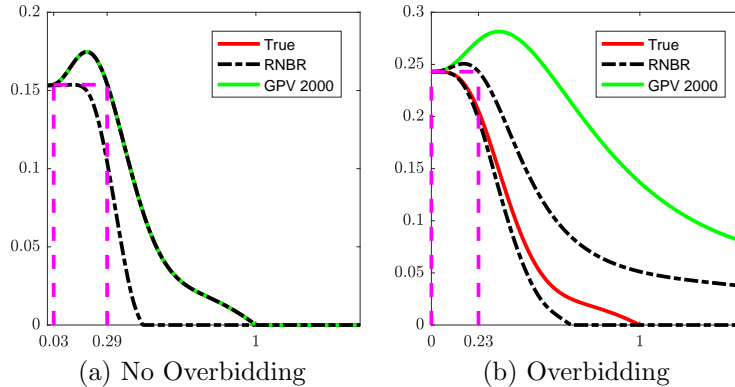 0.2
0.15
0.1
0.05
0
0.03
0.29
1
True
RNBR
GPV 2000
(a) No Overbidding
0.3
0.25
0.2
0.15
0.1
0.05
0
0
0.23
1
True
RNBR
GPV 2000
(b) Overbidding